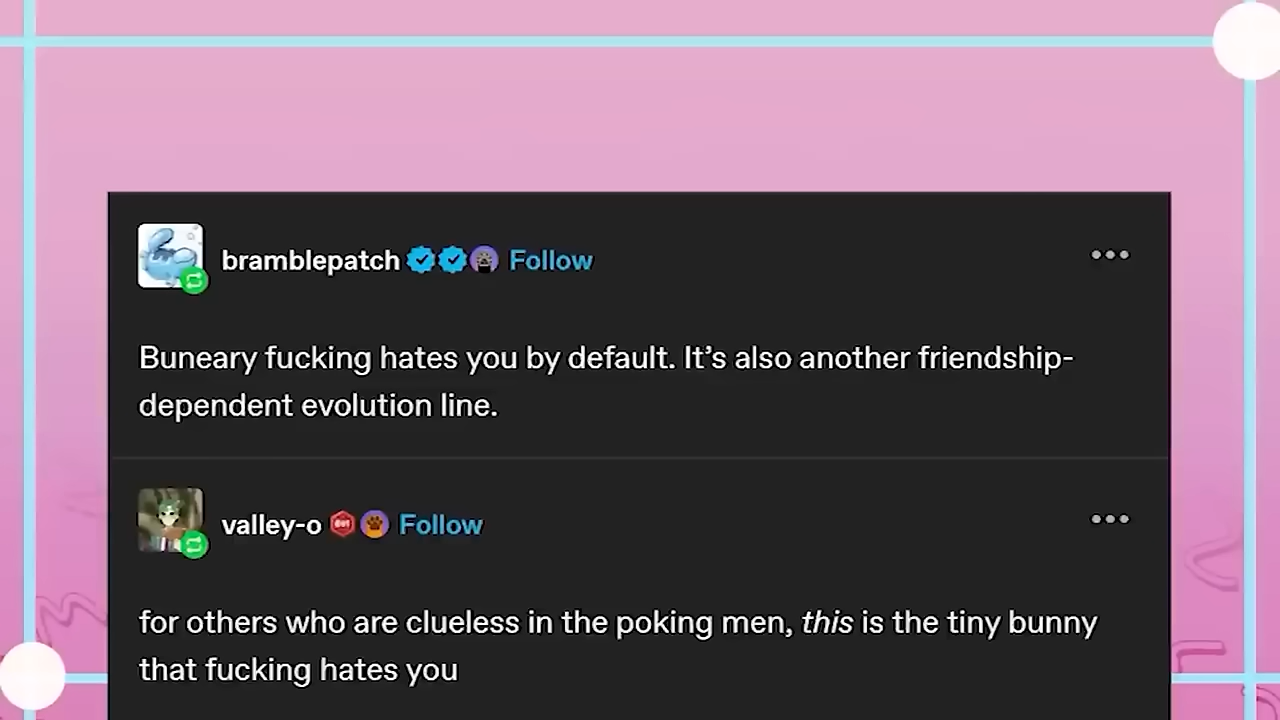 bramblepatch Follow
Buneary fucking hates you by default. It’s also another friendship-
dependent evolution line.
valley-o Follow
for others who are clueless in the poking men, this is the tiny bunny
that fucking hates you